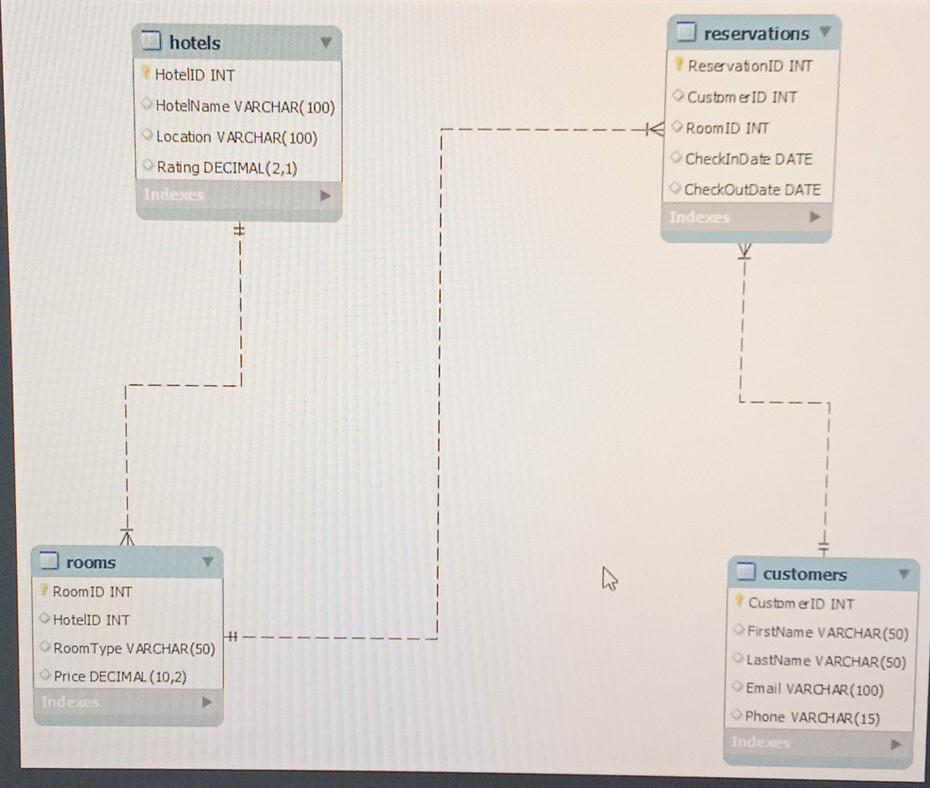 hotels
HotelID INT
HotelName VARCHAR(100)
Location VARCHAR(100)
Rating DECIMAL(2,1)
Indexes
reservations
ReservationID INT
CustomerID INT
RoomID INT
CheckInDate DATE
CheckOutDate DATE
Indexes
rooms
RoomID INT
HotelID INT
RoomType VARCHAR(50)
Price DECIMAL(10,2)
Indexes
customers
CustomerID INT
FirstName VARCHAR(50)
LastName VARCHAR(50)
Email VARCHAR(100)
Phone VARCHAR(15)
Indexes